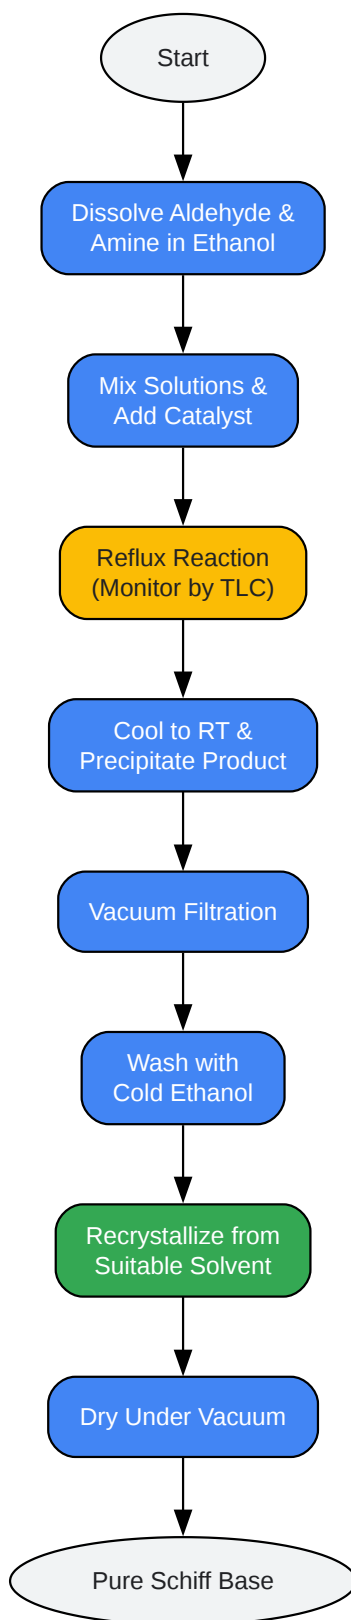 Start
Dissolve Aldehyde &
Amine in Ethanol
Mix Solutions &
Add Catalyst
Reflux Reaction
(Monitor by TLC)
Cool to RT &
Precipitate Product
Vacuum Filtration
Wash with
Cold Ethanol
Recrystallize from
Suitable Solvent
Dry Under Vacuum
Pure Schiff Base